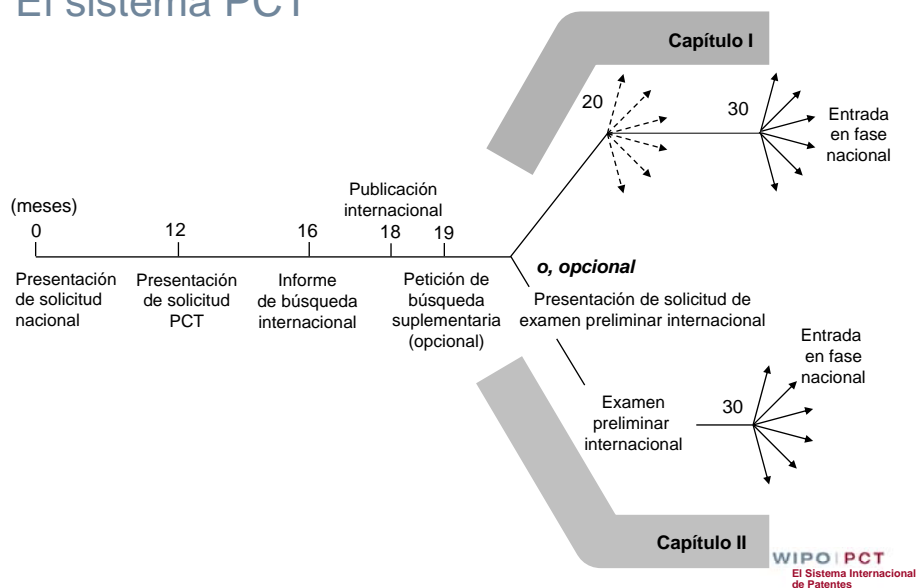 El sistema PCT
Capítulo I
20
30
Entrada
en fase
nacional
Publicación
internacional
(meses)
0
12
16
18
19
Presentación
de solicitud
nacional
Presentación
de solicitud
PCT
Informe
de búsqueda
internacional
Petición de
búsqueda
suplementaria
(opcional)
o, opcional
Presentación de solicitud de
examen preliminar internacional
Examen
preliminar
internacional
30
Entrada
en fase
nacional
Capítulo II
WIPO|PCT
El Sistema Internacional
de Patentes